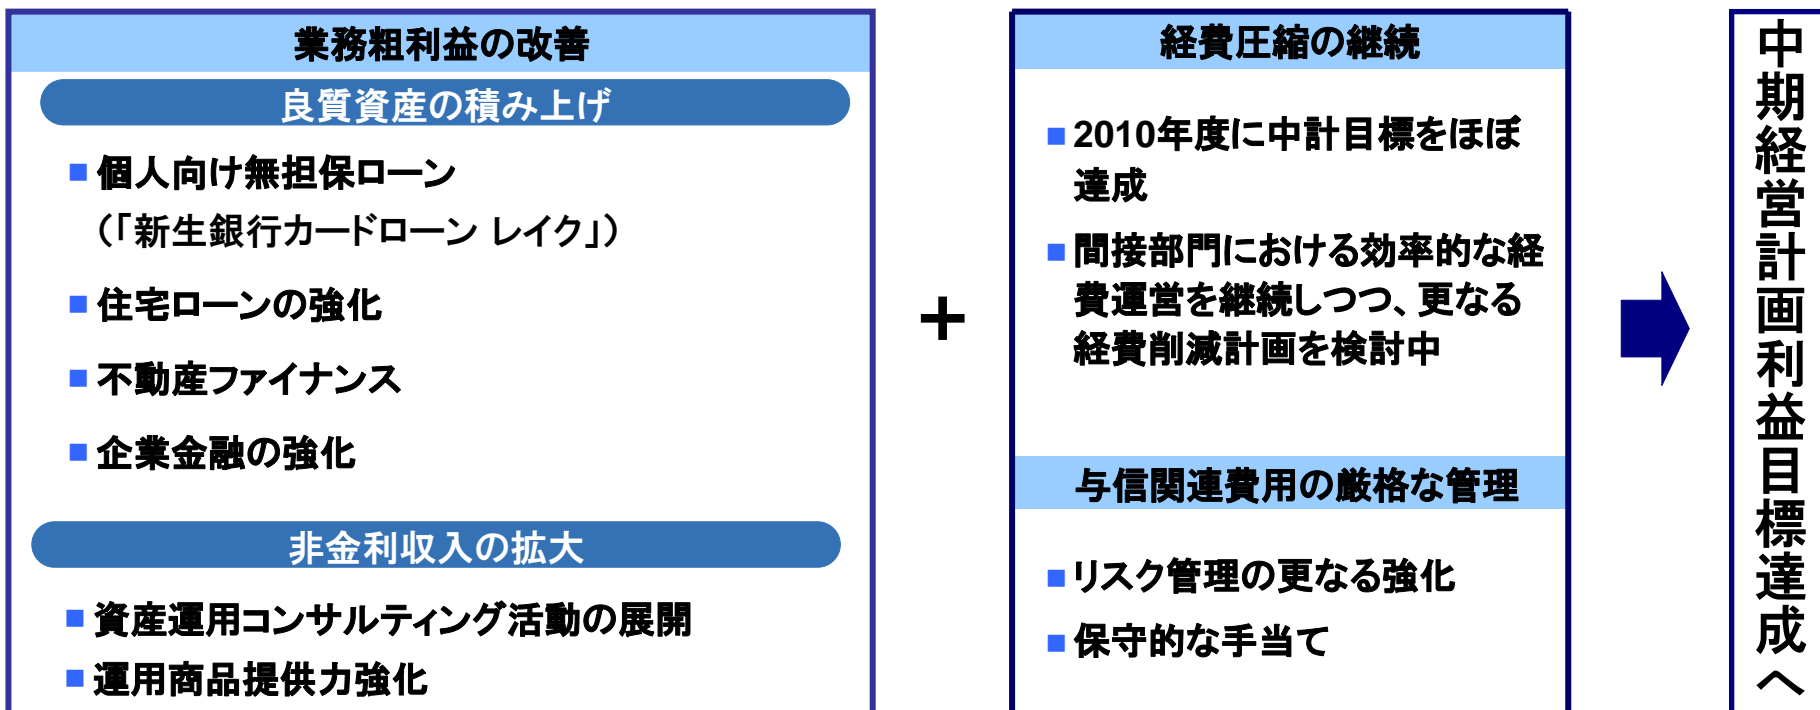 業務粗利益の改善
良質資産の積み上げ
■個人向け無担保ローン
（「新生銀行カードローン レイク」）
■住宅ローンの強化
■不動産ファイナンス
■企業金融の強化
非金利収入の拡大
■資産運用コンサルティング活動の展開
■運用商品提供力強化
+
経費圧縮の継続
■2010年度に中計目標をほぼ
達成
■間接部門における効率的な経
費運営を継続しつつ、更なる
経費削減計画を検討中
与信関連費用の厳格な管理
■リスク管理の更なる強化
■保守的な手当て
中期経営計画利益目標達成へ